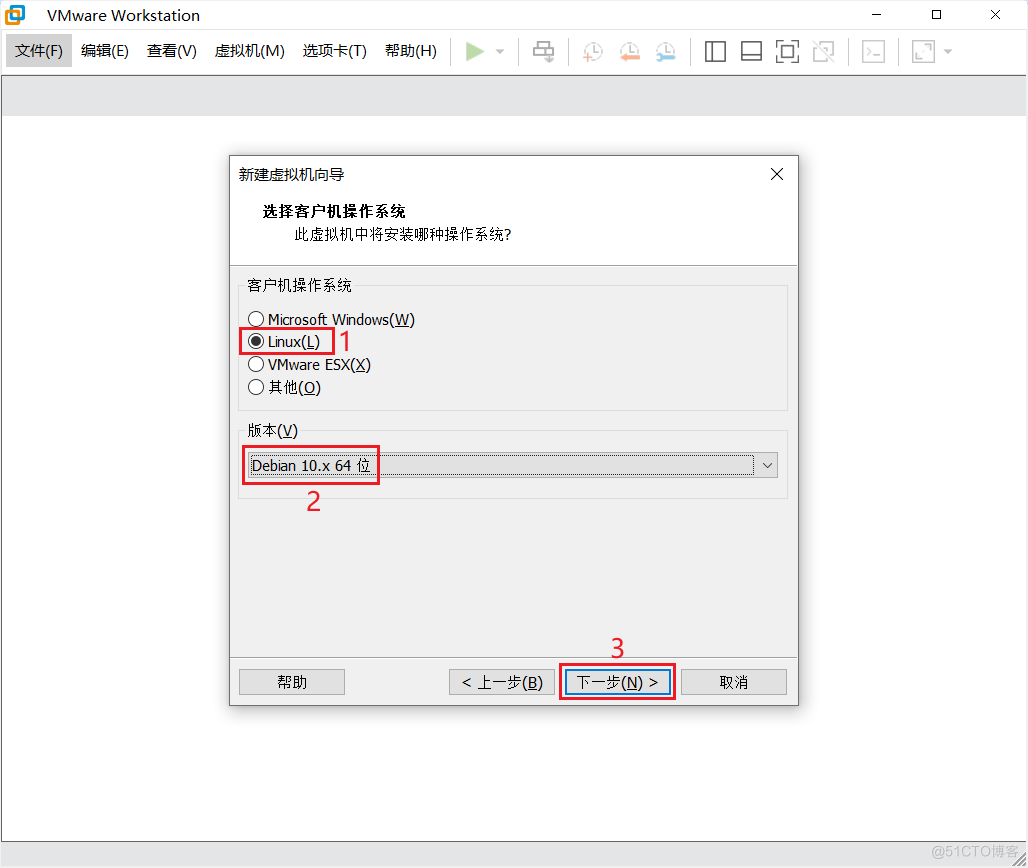 VMware Workstation
文件(F) 编辑(E) 查看(V) 虚拟机(M) 选项卡(T) 帮助(H)
新建虚拟机向导
选择客户机操作系统
此虚拟机中将安装哪种操作系统?
客户机操作系统
Microsoft Windows(W)
Linux(L) 1
VMware ESX(X)
其他(O)
版本(V)
Debian 10.x 64 位
2
3
帮助 < 上一步(B) 下一步(N) > 取消
@51CTO博客